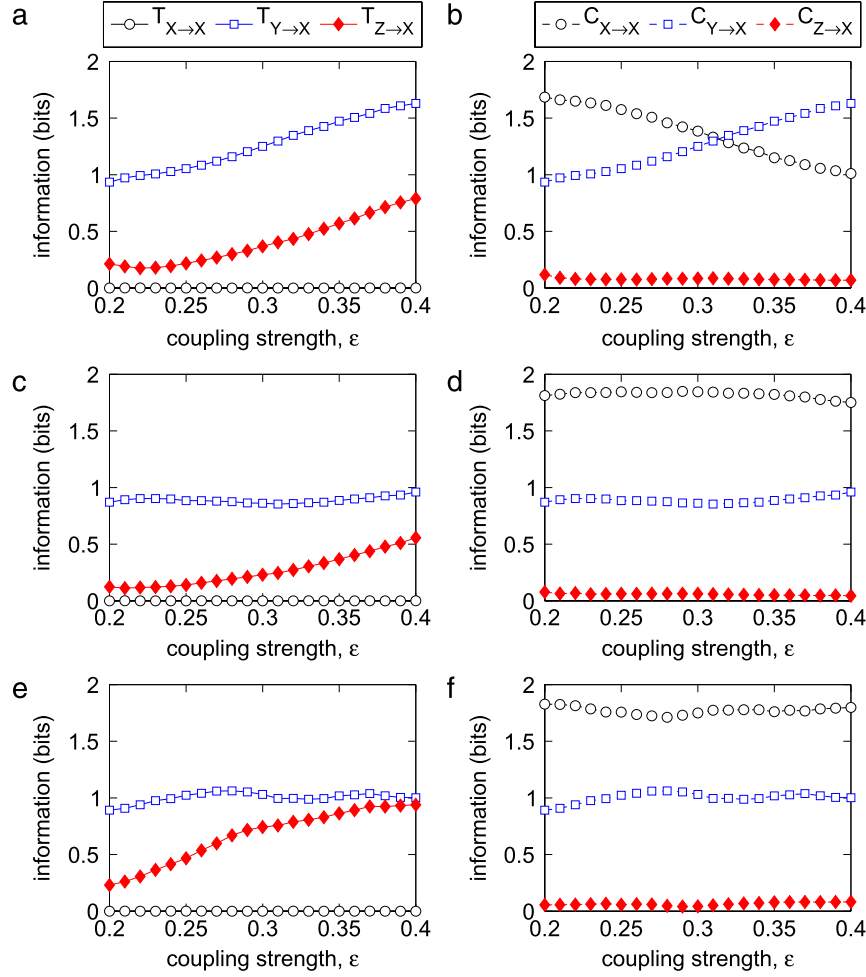 a
T X→X T Y→X T Z→X
2
1.5
1
0.5
0
information (bits)
0.2 0.25 0.3 0.35 0.4
coupling strength, ε
b
C X→X C Y→X C Z→X
2
1.5
1
0.5
0
information (bits)
0.2 0.25 0.3 0.35 0.4
coupling strength, ε
c
2
1.5
1
0.5
0
information (bits)
0.2 0.25 0.3 0.35 0.4
coupling strength, ε
d
2
1.5
1
0.5
0
information (bits)
0.2 0.25 0.3 0.35 0.4
coupling strength, ε
e
2
1.5
1
0.5
0
information (bits)
0.2 0.25 0.3 0.35 0.4
coupling strength, ε
f
2
1.5
1
0.5
0
information (bits)
0.2 0.25 0.3 0.35 0.4
coupling strength, ε